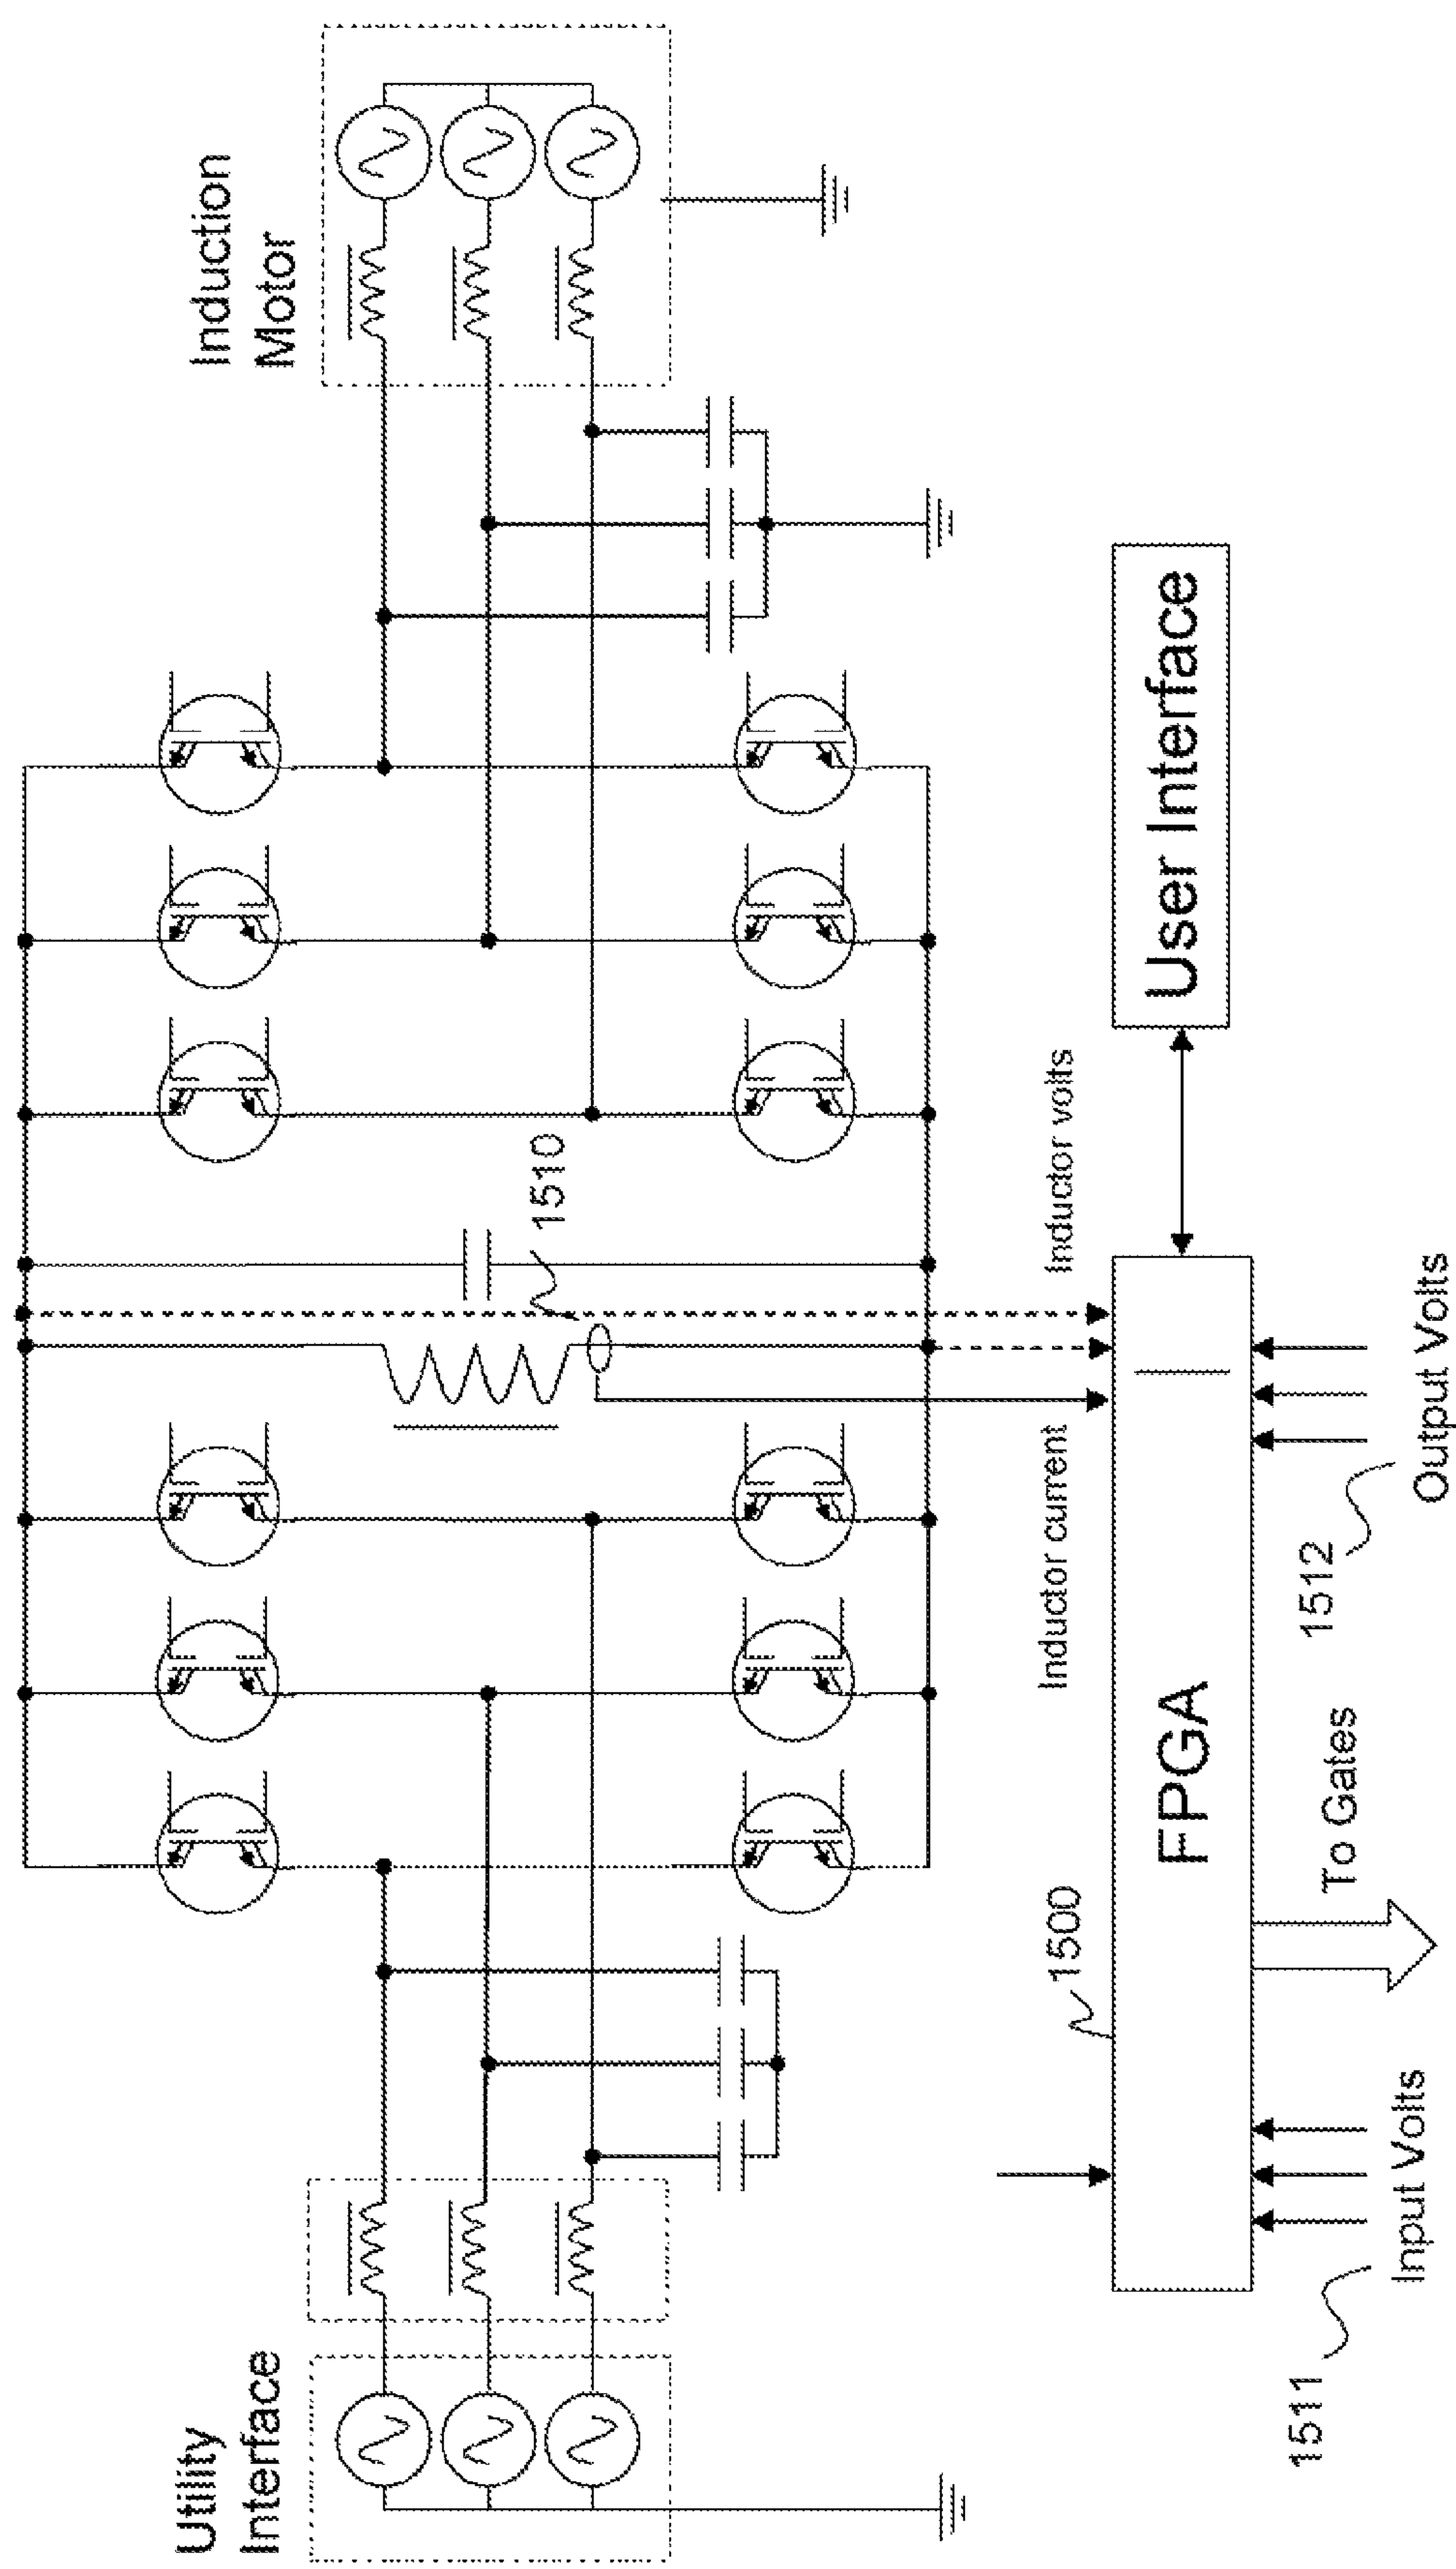 Utility
Interface
Induction
Motor
1510
Inductor current
Inductor volts
1500
FPGA
User Interface
1511
Input Volts
To Gates
1512
Output Volts